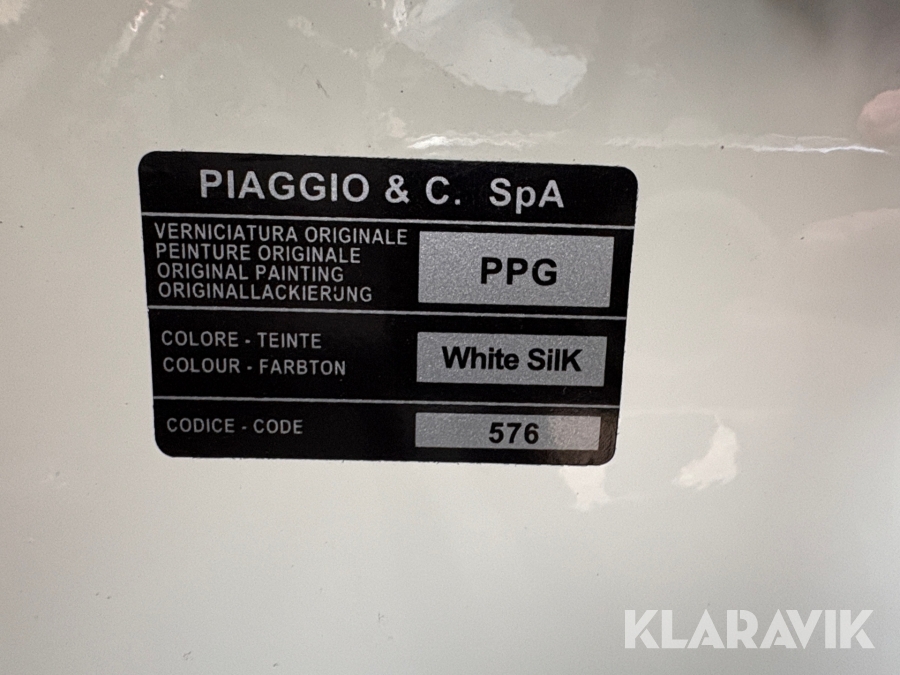 PIAGGIO & C. SpA
VERNICIATURA ORIGINALE
PEINTURE ORIGINALE
ORIGINAL PAINTING
ORIGINALLACKIERUNG
PPG
COLORE - TEINTE
COLOUR - FARBTON
White SilK
CODICE - CODE
576
KLARAVIK